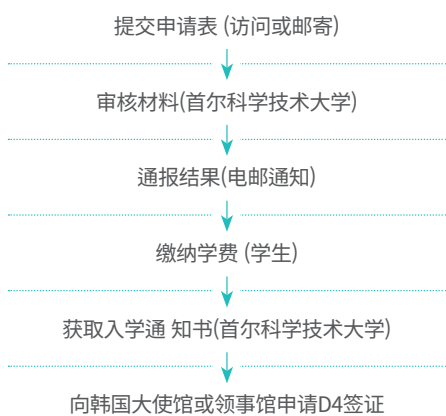 提交申请表 (访问或邮寄)
审核材料(首尔科学技术大学)
通报结果(电邮通知)
缴纳学费 (学生)
获取入学通 知书(首尔科学技术大学)
向韩国大使馆或领事馆申请D4签证